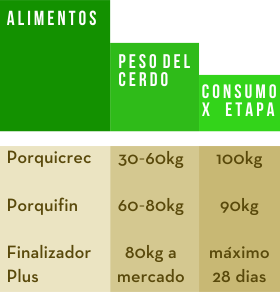 ALIMENTOS
PESO DEL
CERDO
CONSUMO
X ETAPA
Porquicrec 30-60kg 100kg
Porquifin 60-80kg 90kg
Finalizador 80kg a máximo
Plus mercado 28 dias